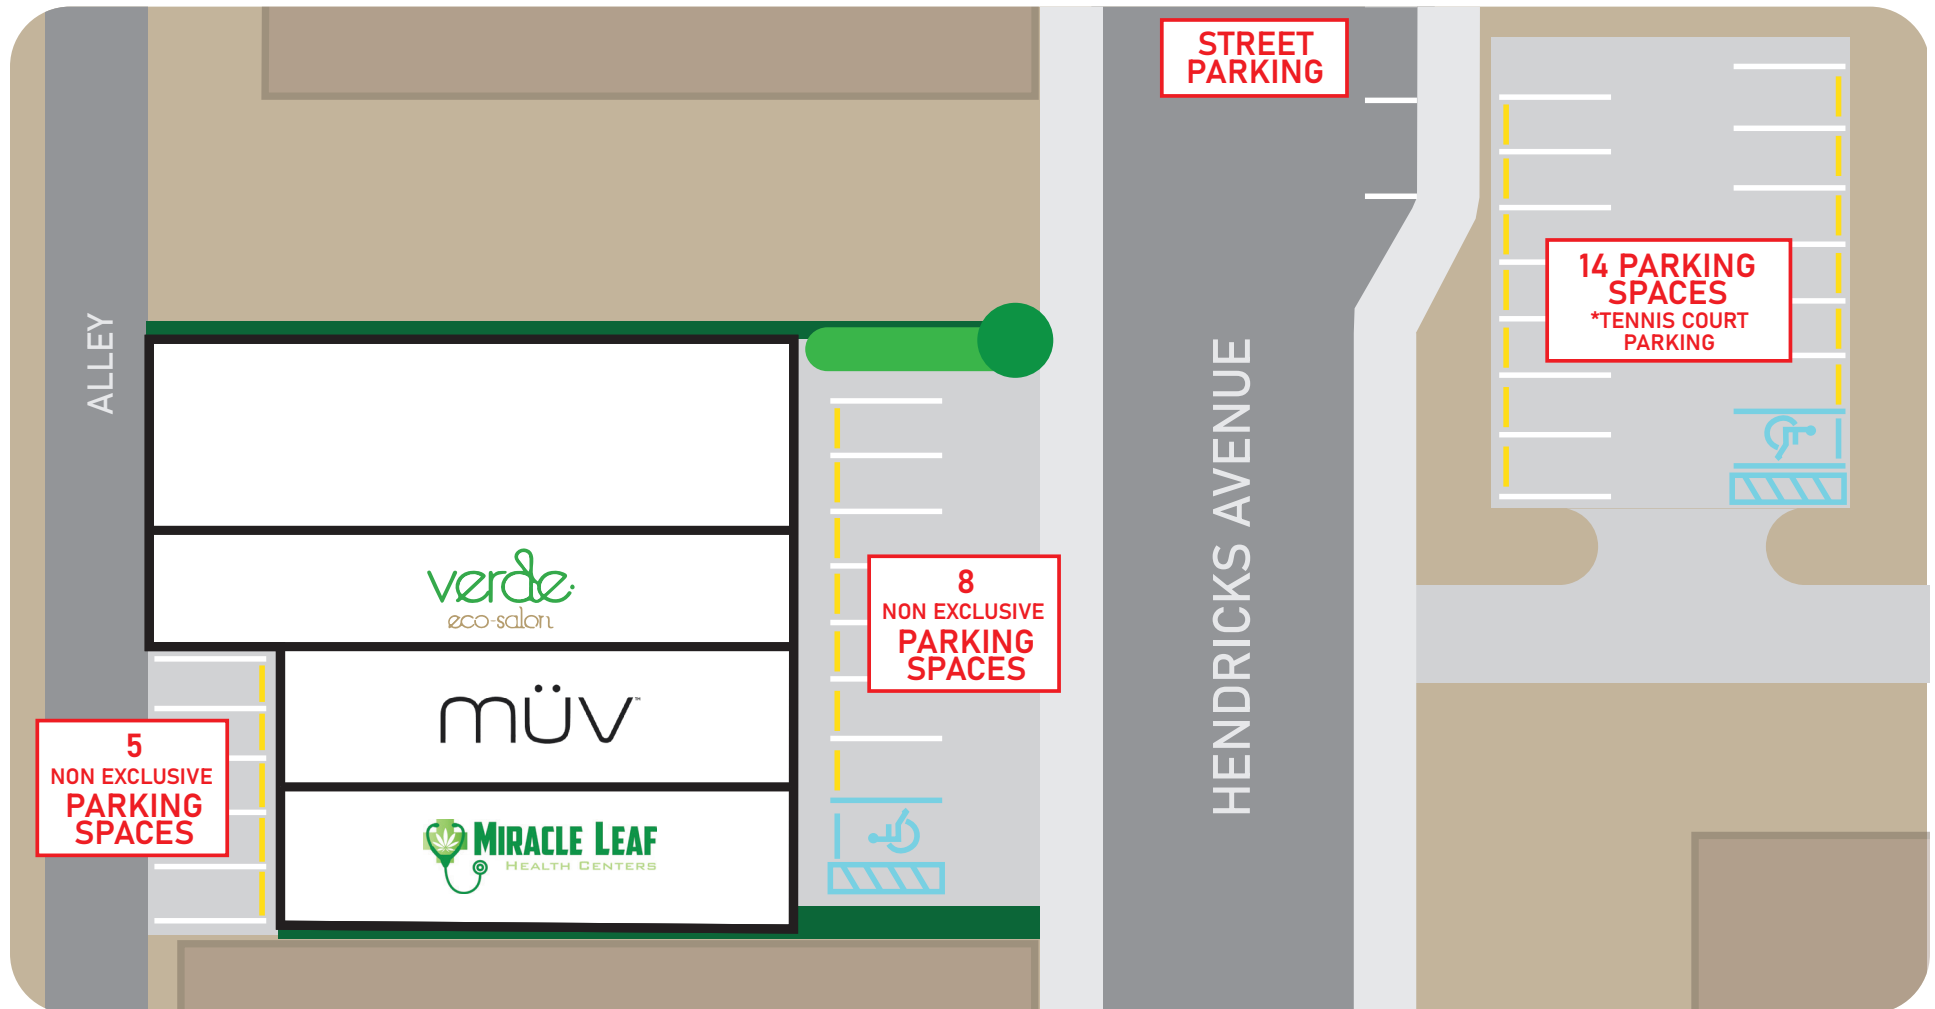 STREET
PARKING
14 PARKING
SPACES
*TENNIS COURT
PARKING
ALLEY
HENDRICKS AVENUE
verde.
eco-salon
8
NON EXCLUSIVE
PARKING
SPACES
müv™
5
NON EXCLUSIVE
PARKING
SPACES
MIRACLE LEAF
HEALTH CENTERS